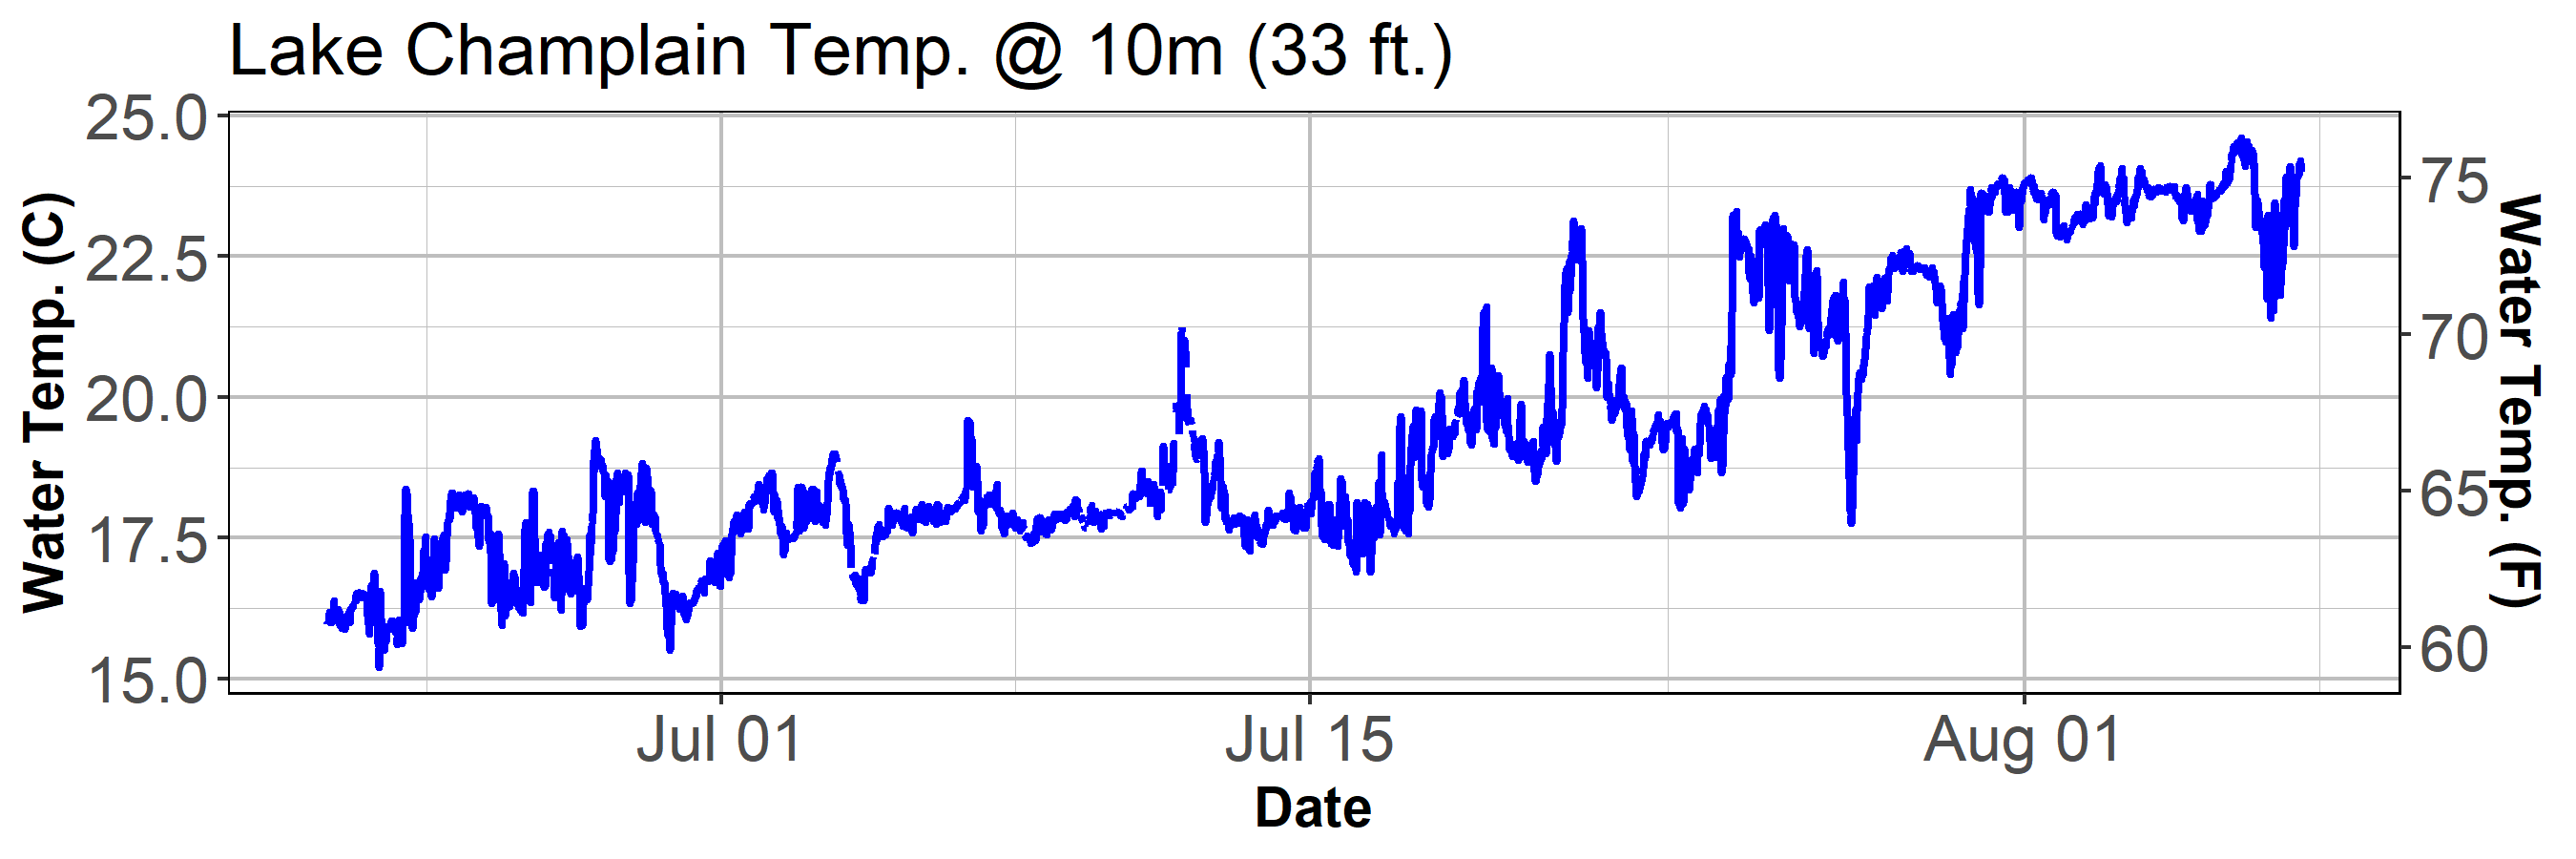 Lake Champlain Temp. @ 10m (33 ft.)
Water Temp. (C)
25.0
22.5
20.0
17.5
15.0
75
70
65
60
Water Temp. (F)
Jul 01
Jul 15
Aug 01
Date